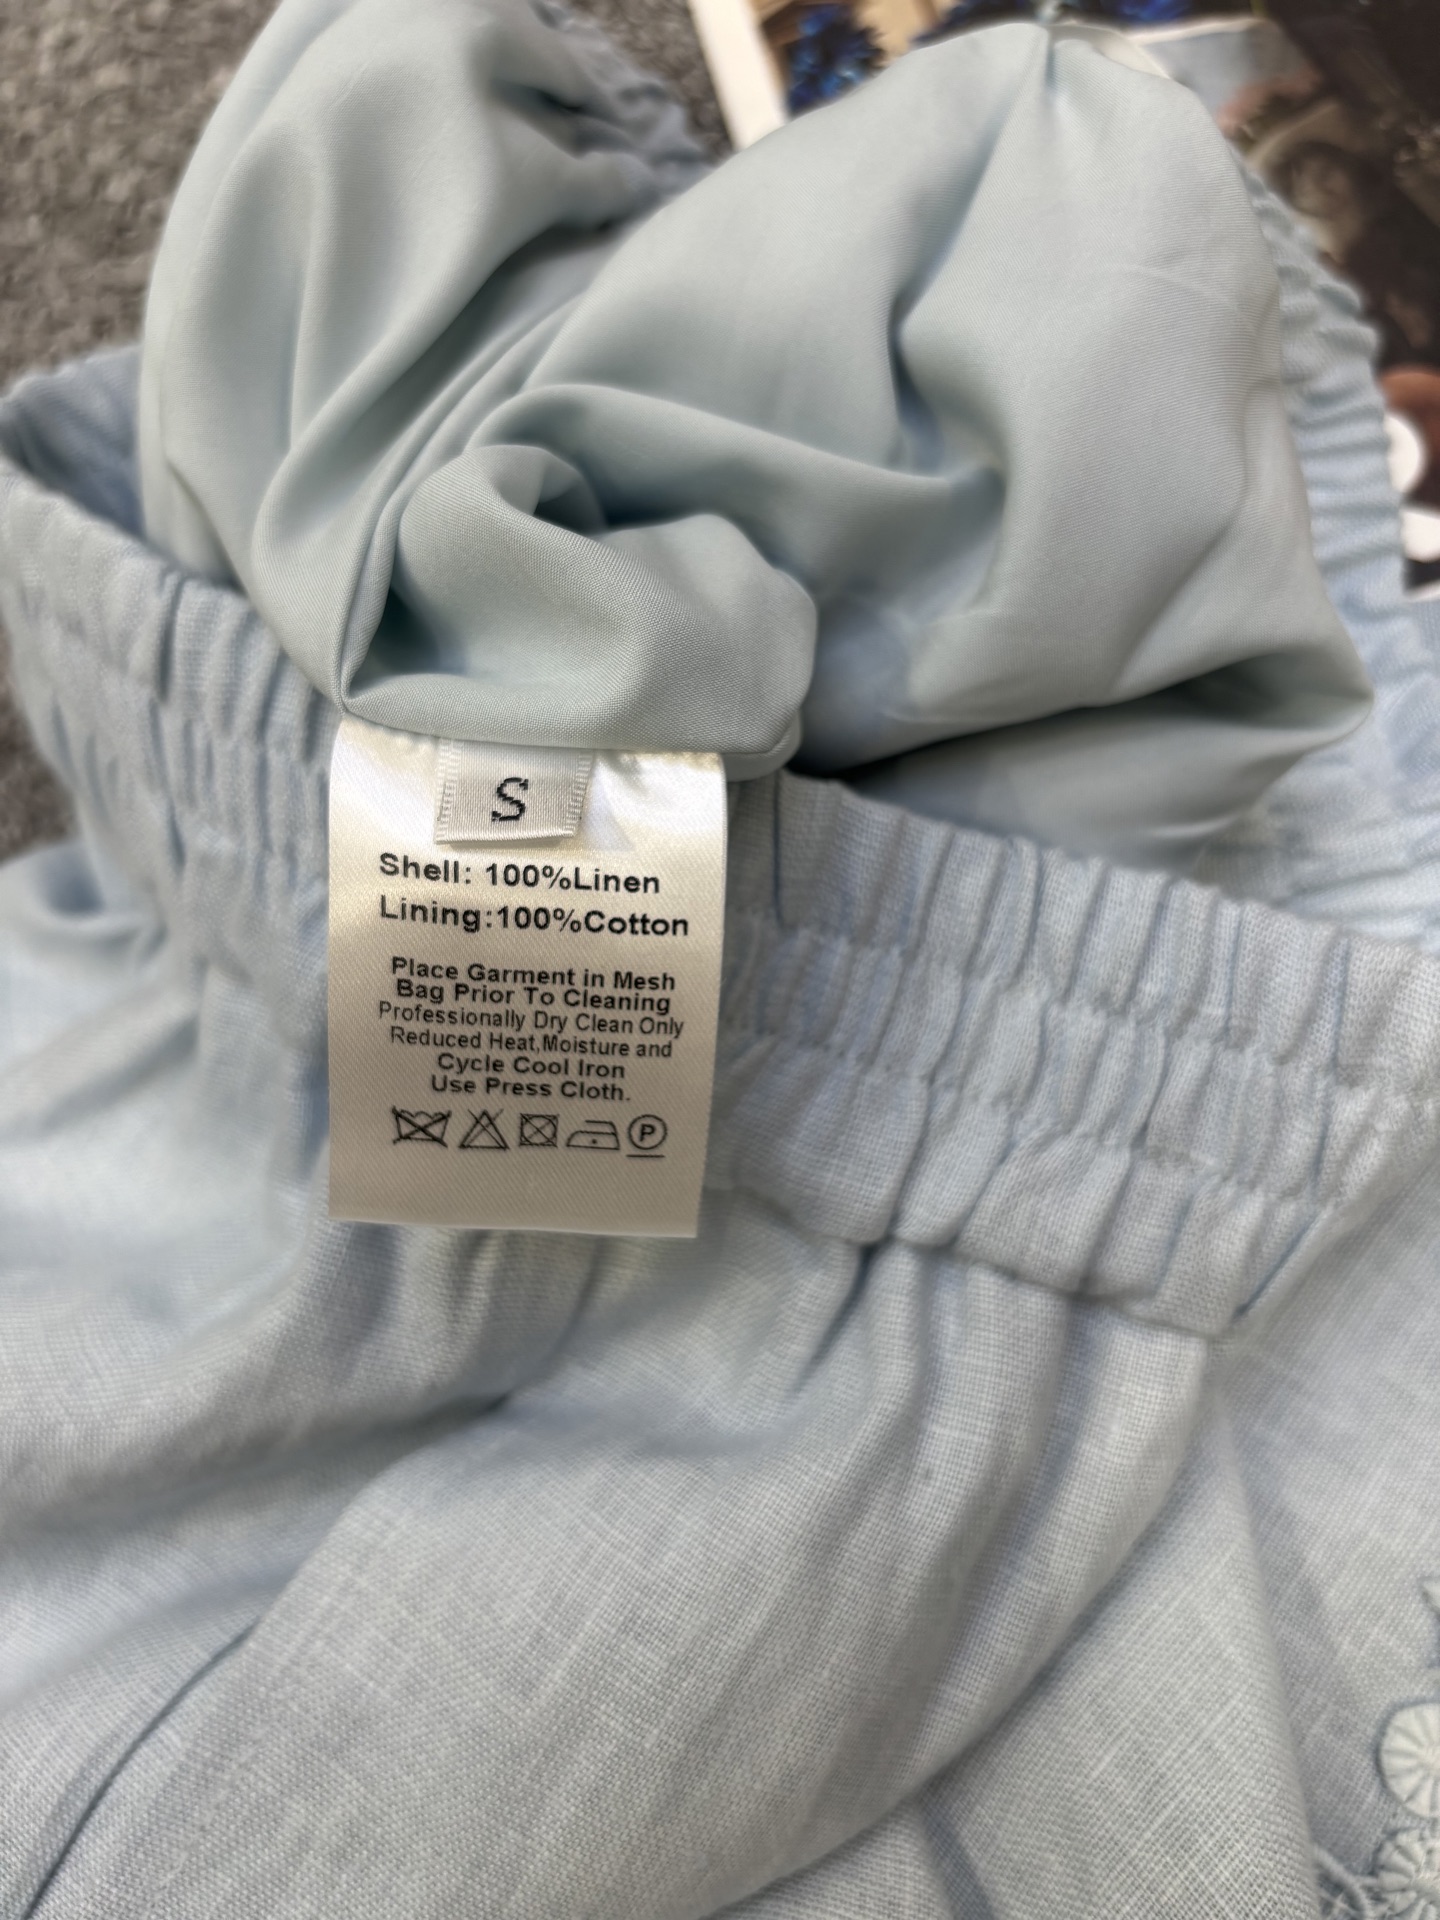 S
Shell: 100%Linen
Lining:100%Cotton
Place Garment in Mesh
Bag Prior To Cleaning
Professionally Dry Clean Only
Reduced Heat,Moisture and
Cycle Cool Iron
Use Press Cloth.
P